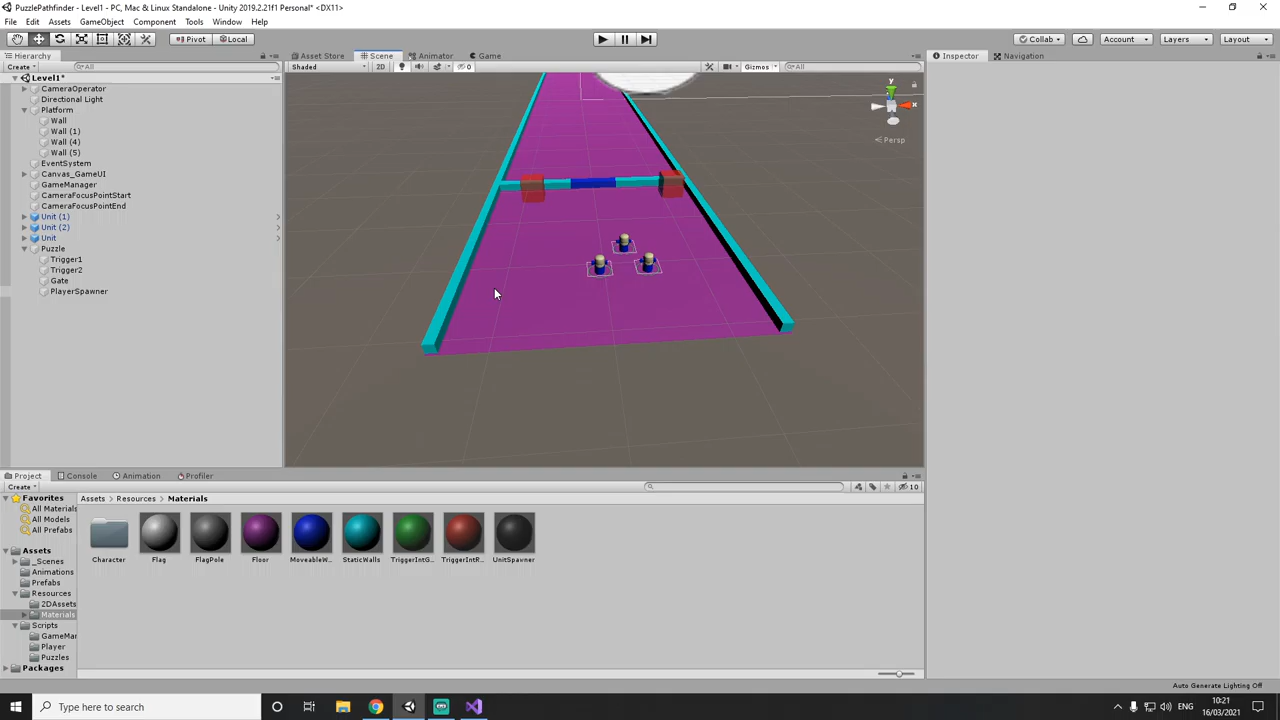 PuzzlePathfinder - Level1 - PC, Mac & Linux Standalone - Unity 2019.2.21f1 Personal* <DX11>
File Edit Assets GameObject Component Tools Window Help
Pivot Local Collab Account Layers Layout
Hierarchy Asset Store Scene Animator Game Inspector Navigation
Create All Shaded 2D 0 Gizmos All
Level1*
CameraOperator
Directional Light
Platform
Wall
Wall (1)
Wall (4)
Wall (5)
EventSystem
Canvas_GameUI
GameManager
CameraFocusPointStart
CameraFocusPointEnd
Unit (1)
Unit (2)
Unit
Puzzle
Trigger1
Trigger2
Gate
PlayerSpawner
y
x
Persp
Project Console Animation Profiler
Create 10
Favorites
All Materials
All Models
All Prefabs
Assets
_Scenes
Animations
Prefabs
Resources
2DAssets
Materials
Scripts
GameMan
Player
Puzzles
Packages
Assets Resources Materials
Character Flag FlagPole Floor MoveableW... StaticWalls TriggerIntG... TriggerIntR... UnitSpawner
Auto Generate Lighting Off
Type here to search
ENG
10:21
16/03/2021